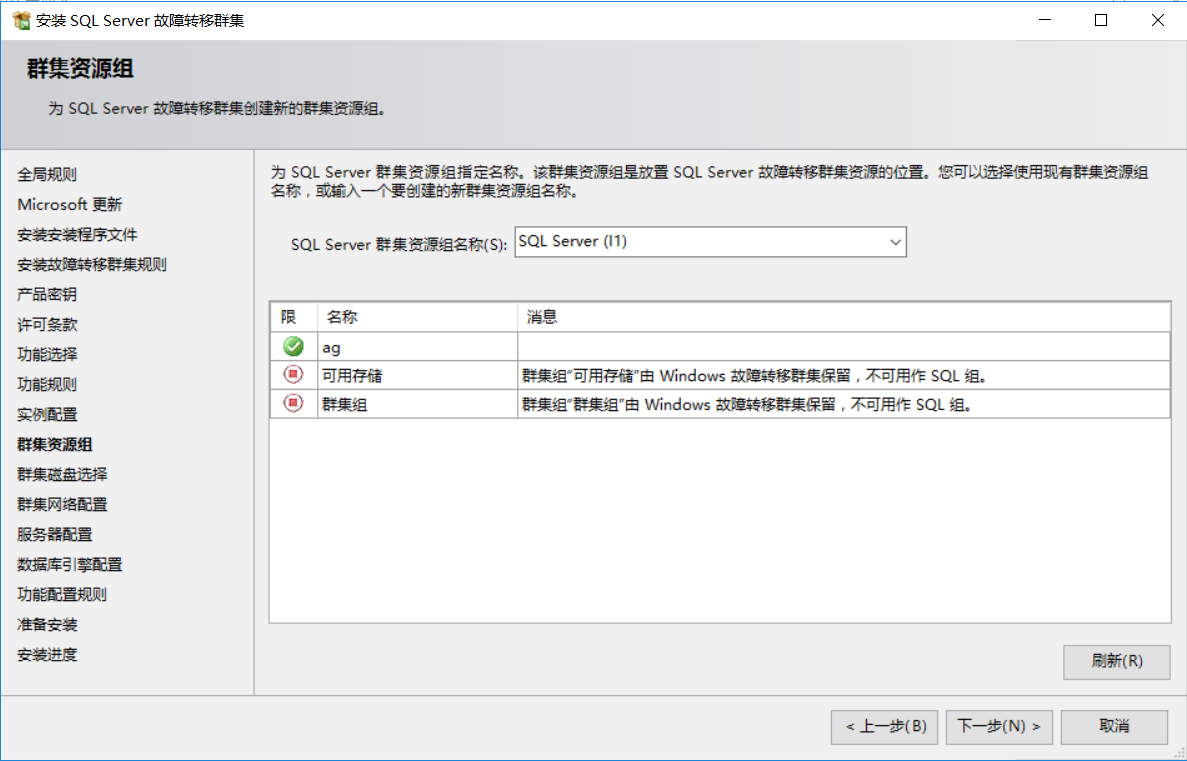 安装 SQL Server 故障转移群集
群集资源组
为 SQL Server 故障转移群集创建新的群集资源组。
全局规则
Microsoft 更新
安装安装程序文件
安装故障转移群集规则
产品密钥
许可条款
功能选择
功能规则
实例配置
群集资源组
群集磁盘选择
群集网络配置
服务器配置
数据库引擎配置
功能配置规则
准备安装
安装进度
为 SQL Server 群集资源组指定名称。该群集资源组是放置 SQL Server 故障转移群集资源的位置。您可以选择使用现有群集资源组
名称，或输入一个要创建的新群集资源组名称。
SQL Server 群集资源组名称(S): SQL Server (I1)
限 名称 消息
ag
可用存储 群集组“可用存储”由 Windows 故障转移群集保留，不可用作 SQL 组。
群集组 群集组“群集组”由 Windows 故障转移群集保留，不可用作 SQL 组。
刷新(R)
< 上一步(B) 下一步(N) > 取消